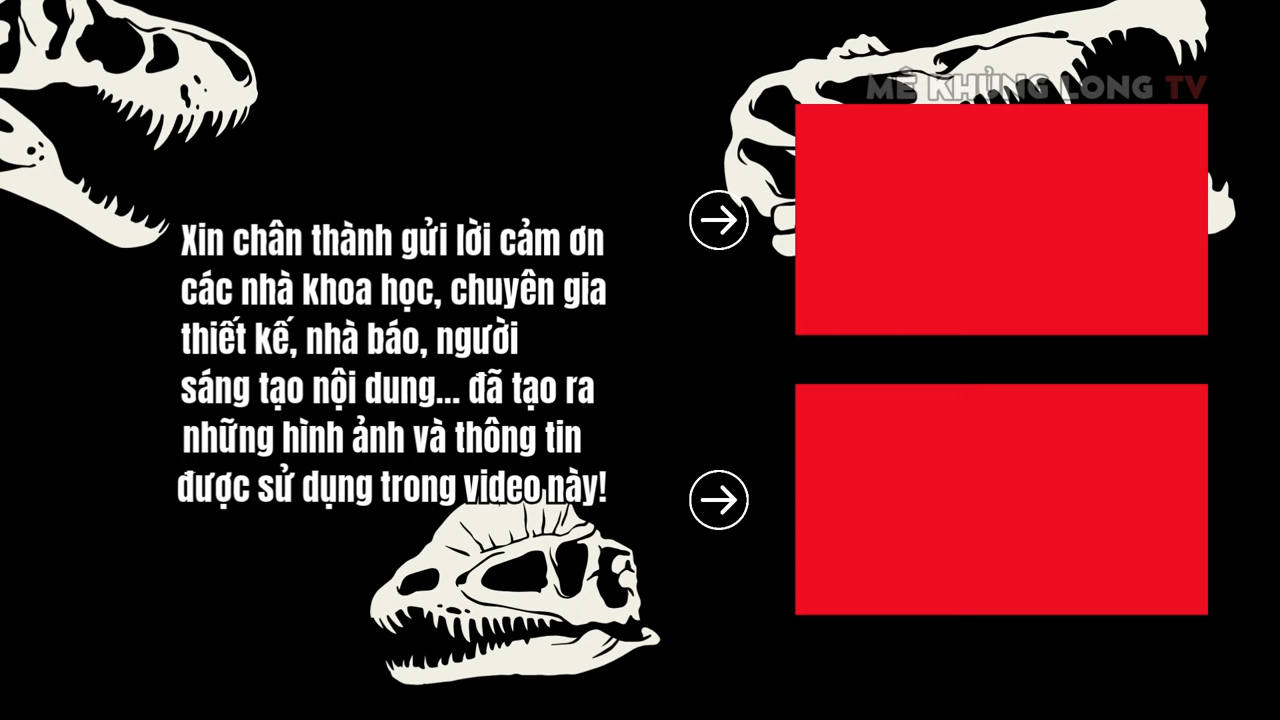 MÊ KHỦNG LONG TV
Xin chân thành gửi lời cảm ơn
các nhà khoa học, chuyên gia
thiết kế, nhà báo, người
sáng tạo nội dung... đã tạo ra
những hình ảnh và thông tin
được sử dụng trong video này!